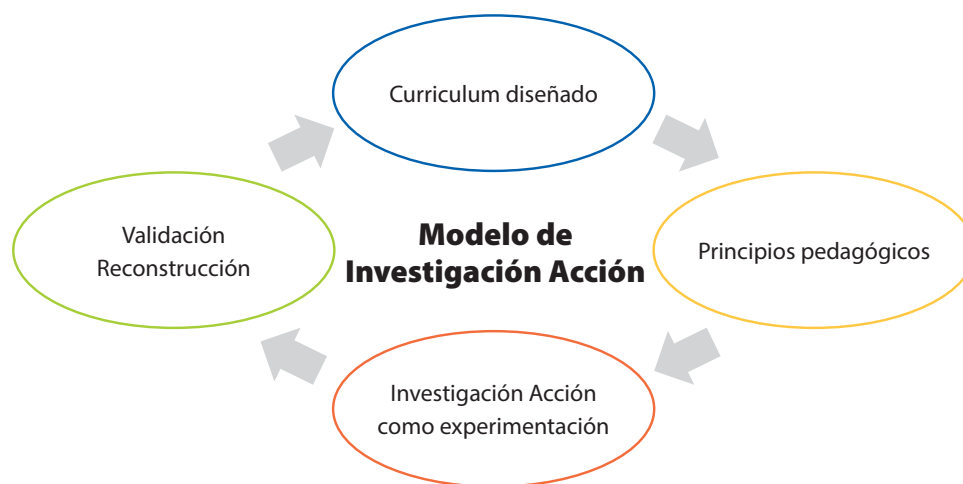 Curriculum diseñado
Validación
Reconstrucción
Modelo de
Investigación Acción
Principios pedagógicos
Investigación Acción
como experimentación